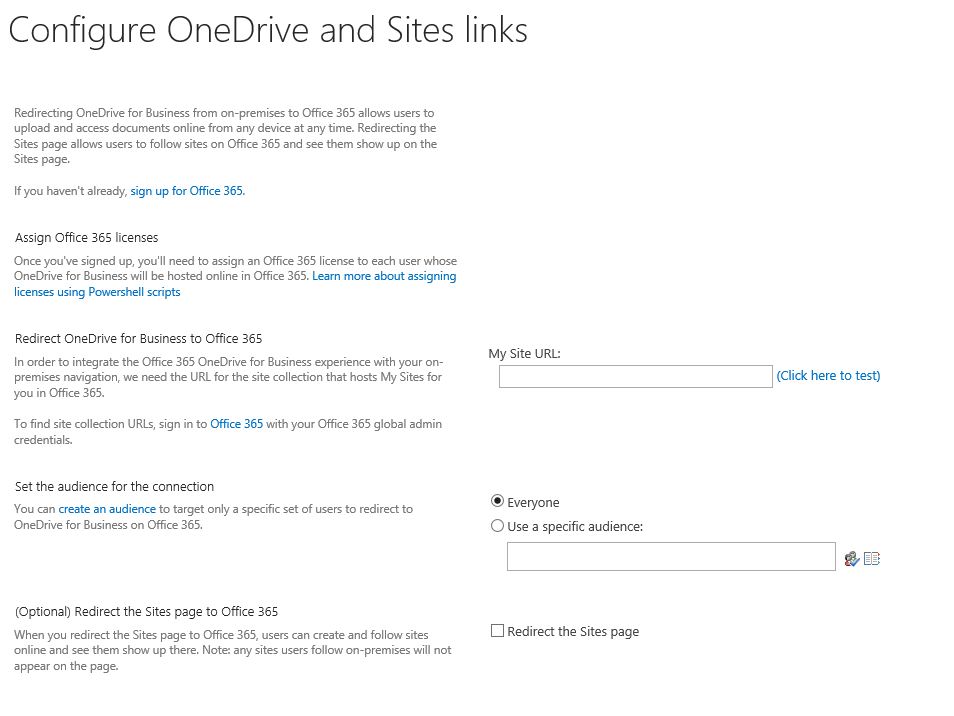 Configure OneDrive and Sites links
Redirecting OneDrive for Business from on-premises to Office 365 allows users to
upload and access documents online from any device at any time. Redirecting the
Sites page allows users to follow sites on Office 365 and see them show up on the
Sites page.
If you haven't already, sign up for Office 365.
Assign Office 365 licenses
Once you've signed up, you'll need to assign an Office 365 license to each user whose
OneDrive for Business will be hosted online in Office 365. Learn more about assigning
licenses using Powershell scripts
Redirect OneDrive for Business to Office 365
In order to integrate the Office 365 OneDrive for Business experience with your on-
premises navigation, we need the URL for the site collection that hosts My Sites for
you in Office 365.
To find site collection URLs, sign in to Office 365 with your Office 365 global admin
credentials.
My Site URL:
(Click here to test)
Set the audience for the connection
You can create an audience to target only a specific set of users to redirect to
OneDrive for Business on Office 365.
Everyone
Use a specific audience:
(Optional) Redirect the Sites page to Office 365
When you redirect the Sites page to Office 365, users can create and follow sites
online and see them show up there. Note: any sites users follow on-premises will not
appear on the page.
Redirect the Sites page